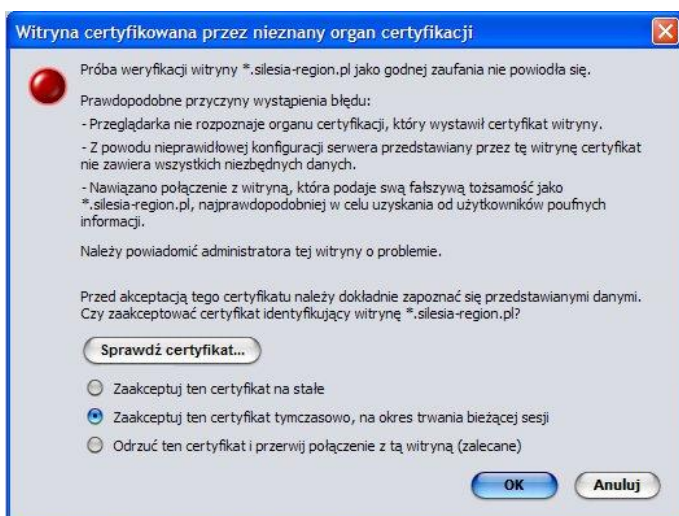 Witryna certyfikowana przez nieznany organ certyfikacji
Próba weryfikacji witryny *.silesia-region.pl jako godnej zaufania nie powiodła się.
Prawdopodobne przyczyny wystąpienia błędu:
- Przeglądarka nie rozpoznaje organu certyfikacji, który wystawił certyfikat witryny.
- Z powodu nieprawidłowej konfiguracji serwera przedstawiany przez tę witrynę certyfikat
nie zawiera wszystkich niezbędnych danych.
- Nawiązano połączenie z witryną, która podaje swą fałszywą tożsamość jako
*.silesia-region.pl, najprawdopodobniej w celu uzyskania od użytkowników poufnych
informacji.
Należy powiadomić administratora tej witryny o problemie.
Przed akceptacją tego certyfikatu należy dokładnie zapoznać się przedstawianymi danymi.
Czy zaakceptować certyfikat identyfikujący witrynę *.silesia-region.pl?
Sprawdź certyfikat...
Zaakceptuj ten certyfikat na stałe
Zaakceptuj ten certyfikat tymczasowo, na okres trwania bieżącej sesji
Odrzuć ten certyfikat i przerwij połączenie z tą witryną (zalecane)
OK Anuluj